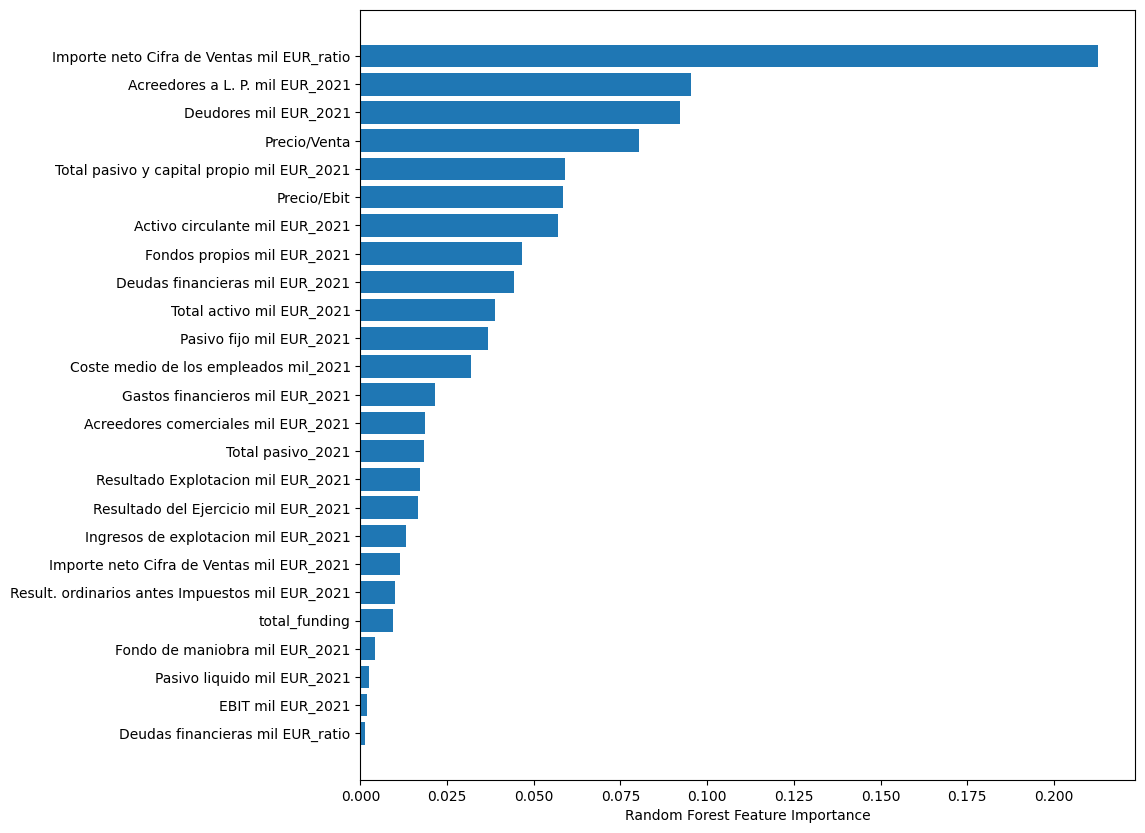 Importe neto Cifra de Ventas mil EUR_ratio
Acreedores a L. P. mil EUR_2021
Deudores mil EUR_2021
Precio/Venta
Total pasivo y capital propio mil EUR_2021
Precio/Ebit
Activo circulante mil EUR_2021
Fondos propios mil EUR_2021
Deudas financieras mil EUR_2021
Total activo mil EUR_2021
Pasivo fijo mil EUR_2021
Coste medio de los empleados mil_2021
Gastos financieros mil EUR_2021
Acreedores comerciales mil EUR_2021
Total pasivo_2021
Resultado Explotacion mil EUR_2021
Resultado del Ejercicio mil EUR_2021
Ingresos de explotacion mil EUR_2021
Importe neto Cifra de Ventas mil EUR_2021
Result. ordinarios antes Impuestos mil EUR_2021
total_funding
Fondo de maniobra mil EUR_2021
Pasivo liquido mil EUR_2021
EBIT mil EUR_2021
Deudas financieras mil EUR_ratio
0.000 0.025 0.050 0.075 0.100 0.125 0.150 0.175 0.200
Random Forest Feature Importance